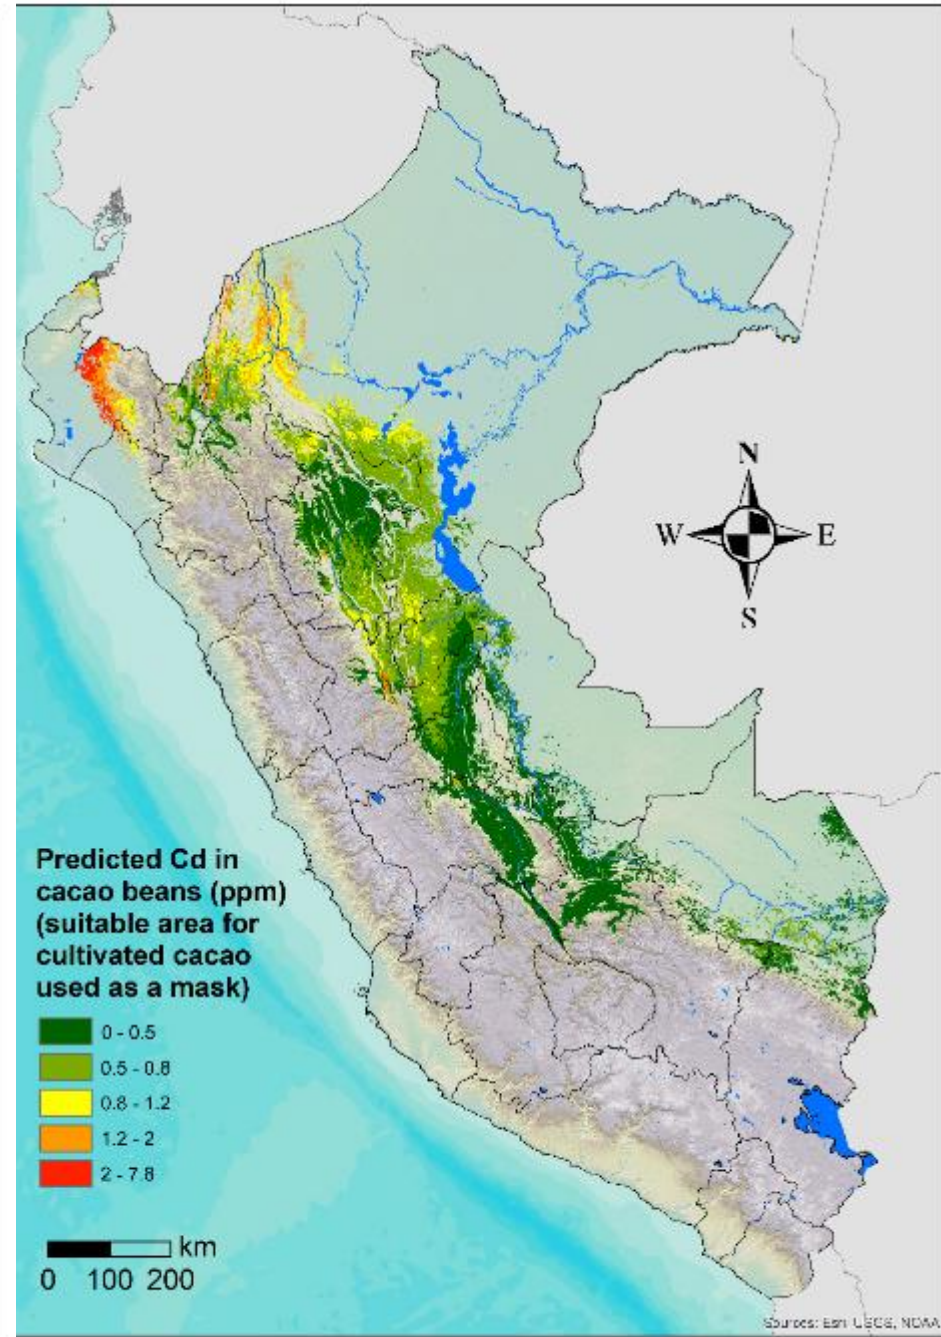 N
W E
S
Predicted Cd in
cacao beans (ppm)
(suitable area for
cultivated cacao
used as a mask)
0 - 0.5
0.5 - 0.8
0.8 - 1.2
1.2 - 2
2 - 7.8
km
0 100 200
Sources: Esri, USGS, NOAA